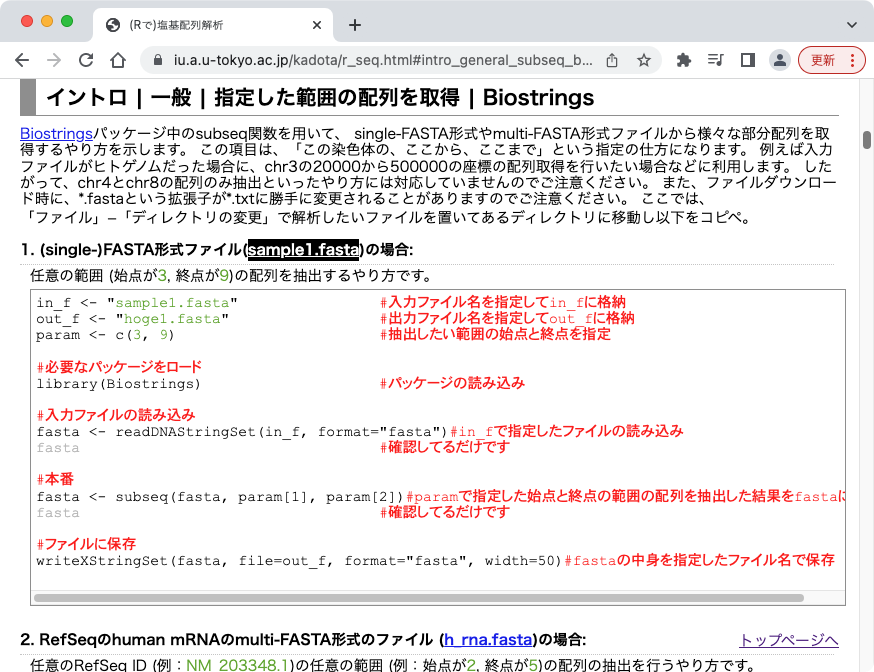 (Rで)塩基配列解析
iu.a.u-tokyo.ac.jp/kadota/r_seq.html#intro_general_subseq_b...
更新
イントロ | 一般 | 指定した範囲の配列を取得 | Biostrings
Biostringsパッケージ中のsubseq関数を用いて、 single-FASTA形式やmulti-FASTA形式ファイルから様々な部分配列を取
得するやり方を示します。 この項目は、「この染色体の、ここから、ここまで」という指定の仕方になります。 例えば入力
ファイルがヒトゲノムだった場合に、chr3の20000から500000の座標の配列取得を行いたい場合などに利用します。 した
がって、chr4とchr8の配列のみ抽出といったやり方には対応していませんのでご注意ください。 また、ファイルダウンロー
ド時に、*.fastaという拡張子が*.txtに勝手に変更されることがありますのでご注意ください。 ここでは、
「ファイル」–「ディレクトリの変更」で解析したいファイルを置いてあるディレクトリに移動し以下をコピペ。
1. (single-)FASTA形式ファイル(sample1.fasta)の場合:
任意の範囲 (始点が3, 終点が9)の配列を抽出するやり方です。
in_f <- "sample1.fasta" #入力ファイル名を指定してin_fに格納
out_f <- "hoge1.fasta" #出力ファイル名を指定してout_fに格納
param <- c(3, 9) #抽出したい範囲の始点と終点を指定
#必要なパッケージをロード
library(Biostrings) #パッケージの読み込み
#入力ファイルの読み込み
fasta <- readDNAStringSet(in_f, format="fasta")#in_fで指定したファイルの読み込み
fasta #確認してるだけです
#本番
fasta <- subseq(fasta, param[1], param[2])#paramで指定した始点と終点の範囲の配列を抽出した結果をfastaに
fasta #確認してるだけです
#ファイルに保存
writeXStringSet(fasta, file=out_f, format="fasta", width=50)#fastaの中身を指定したファイル名で保存
2. RefSeqのhuman mRNAのmulti-FASTA形式のファイル (h_rna.fasta)の場合:
トップページへ
任意のRefSeq ID (例：NM_203348.1)の任意の範囲 (例：始点が2, 終点が5)の配列の抽出を行うやり方です。